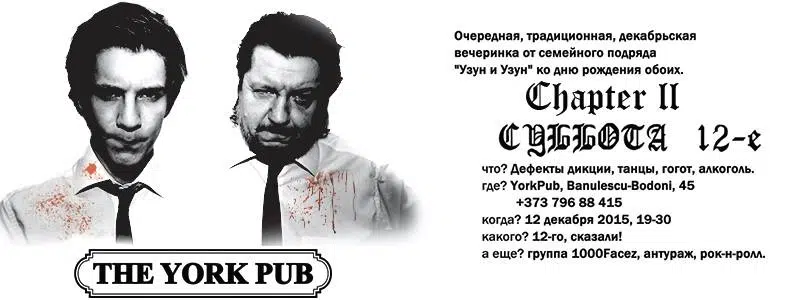 Очередная, традиционная, декабрьская
вечеринка от семейного подряда
"Узун и Узун" ко дню рождения обоих.
Chapter II
СУББОТА 12-е
что? Дефекты дикции, танцы, гогот, алкоголь.
где? YorkPub, Banulescu-Bodoni, 45
+373 796 88 415
когда? 12 декабря 2015, 19-30
какого? 12-го, сказали!
а еще? группа 1000Facez, антураж, рок-н-ролл.
THE YORK PUB